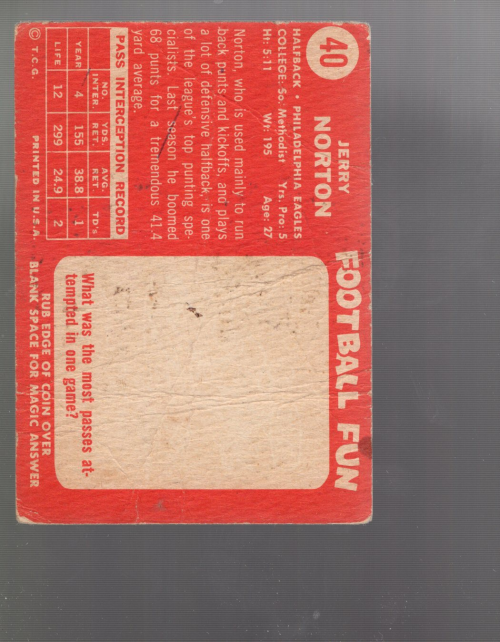 40
JERRY
NORTON
HALFBACK • PHILADELPHIA EAGLES
COLLEGE: So. Methodist Yrs. Pro: 5
Ht: 5:11 Wt: 195 Age: 27
Norton, who is used mainly to run
back punts and kickoffs, and plays
a lot of defensive halfback, is one
of the league's top punting spe-
cialists. Last season he boomed
68 punts for a tremendous 41.4
yard average.
PASS INTERCEPTION RECORD
YEAR NO. INTER. YDS. RET. AVG. RET. TD's
YEAR 4 155 38.8 1
LIFE 12 299 24.9 2
© T.C.G. PRINTED IN U.S.A.
FOOTBALL FUN
What was the most passes at-
tempted in one game?
RUB EDGE OF COIN OVER
BLANK SPACE FOR MAGIC ANSWER